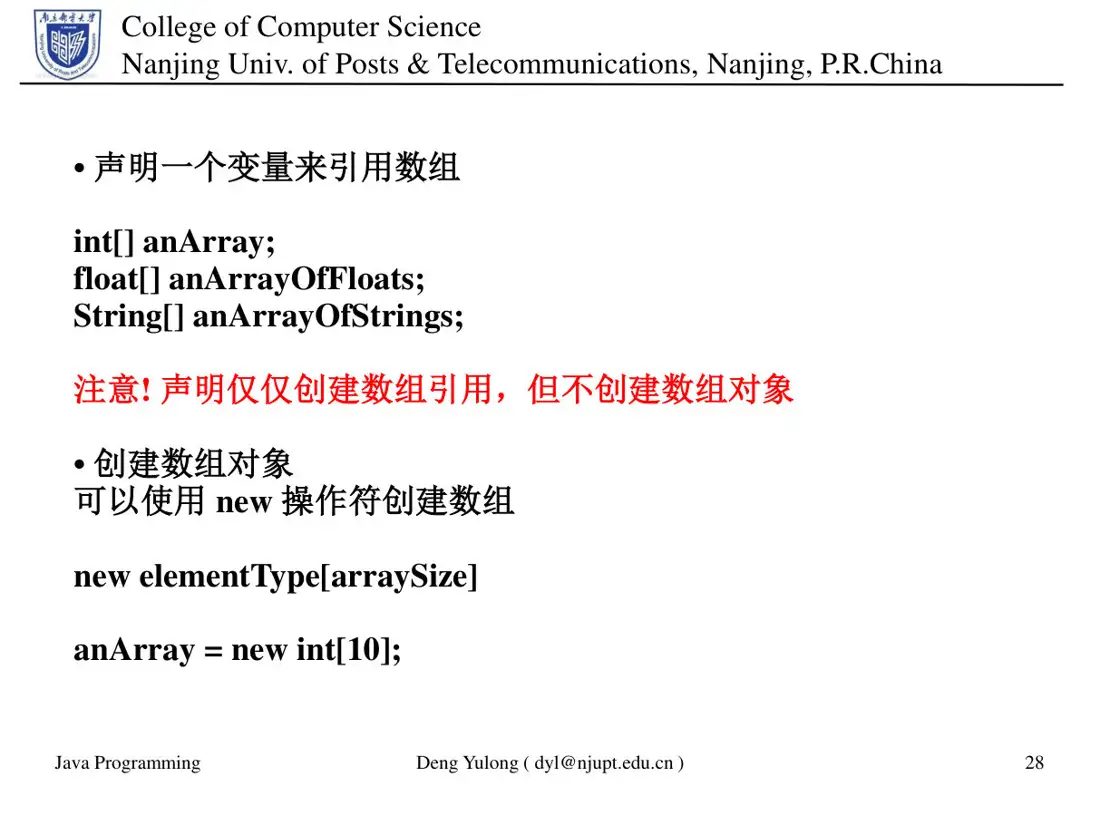 College of Computer Science
Nanjing Univ. of Posts & Telecommunications, Nanjing, P.R.China
• 声明一个变量来引用数组
int[] anArray;
float[] anArrayOfFloats;
String[] anArrayOfStrings;
注意! 声明仅仅创建数组引用，但不创建数组对象
• 创建数组对象
可以使用 new 操作符创建数组
new elementType[arraySize]
anArray = new int[10];
Java Programming
Deng Yulong ( dyl@njupt.edu.cn )
28